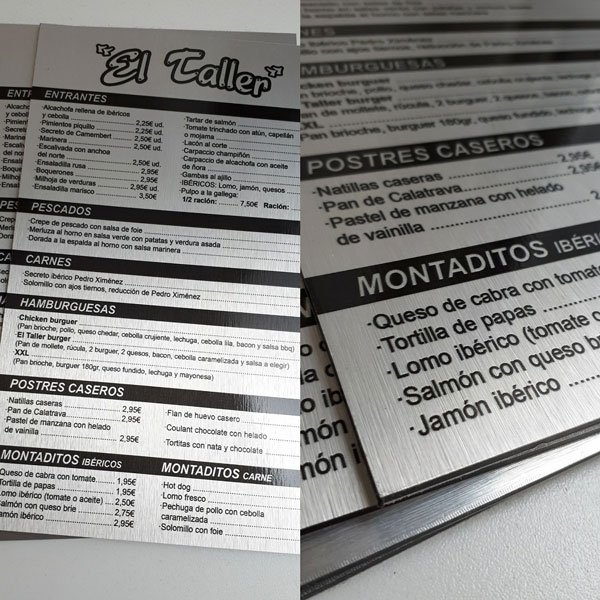 El Taller
ENTRANTES
·Alcachofa rellena de ibéricos
y cebolla
·Pimientos piquillo 2,25€ ud.
·Secreto de Camembert 2,25€ ud.
·Marinera 2,50€ ud.
·Escalivada con anchoa
del norte 2,50€ ud.
·Ensaladilla rusa 2,50€
·Boquerones 2,95€
·Milhoja de verduras 2,95€
·Ensaladilla marisco 3,50€
·Tartar de salmón
·Tomate trinchado con atún, capellán
o mojama
·Lacón al corte
·Carpaccio champiñón
·Carpaccio de alcachofa con aceite
de ñora
·Gambas al ajillo
·IBÉRICOS: Lomo, jamón, quesos
·Pulpo a la gallega:
1/2 ración: 7,50€ Ración:
PESCADOS
·Crepe de pescado con salsa de foie
·Merluza al horno en salsa verde con patatas y verdura asada
·Dorada a la espalda al horno con salsa marinera
CARNES
·Secreto ibérico Pedro Ximénez
·Solomillo con ajos tiernos, reducción de Pedro Ximénez
HAMBURGUESAS
·Chicken burguer
(Pan brioche, pollo, queso chedar, cebolla crujiente, lechuga, cebolla lila, bacon y salsa bbq)
·El Taller burger
(Pan de mollete, rúcula, 2 burguer, 2 quesos, bacon, cebolla caramelizada y salsa a elegir)
·XXL
(Pan brioche, burguer 180gr, queso fundido, lechuga y mayonesa)
POSTRES CASEROS
·Natillas caseras 2,95€
·Pan de Calatrava 2,95€
·Pastel de manzana con helado
de vainilla 2,95€
·Flan de huevo casero
·Coulant chocolate con helado
·Tortitas con nata y chocolate
MONTADITOS IBÉRICOS
Queso de cabra con tomate 1,95€
Tortilla de papas 1,95€
Lomo ibérico (tomate o aceite) 2,50€
Salmón con queso brie 2,75€
Jamón ibérico 2,95€
MONTADITOS CARNE
·Hot dog
·Lomo fresco
·Pechuga de pollo con cebolla
caramelizada
·Solomillo con foie
HAMBURGUESAS
POSTRES CASEROS
·Natillas caseras 2,95€
·Pan de Calatrava 2,95€
·Pastel de manzana con helado
de vainilla
MONTADITOS IBÉRICOS
·Queso de cabra con tomate
·Tortilla de papas
·Lomo ibérico (tomate o
·Salmón con queso brie
·Jamón ibérico